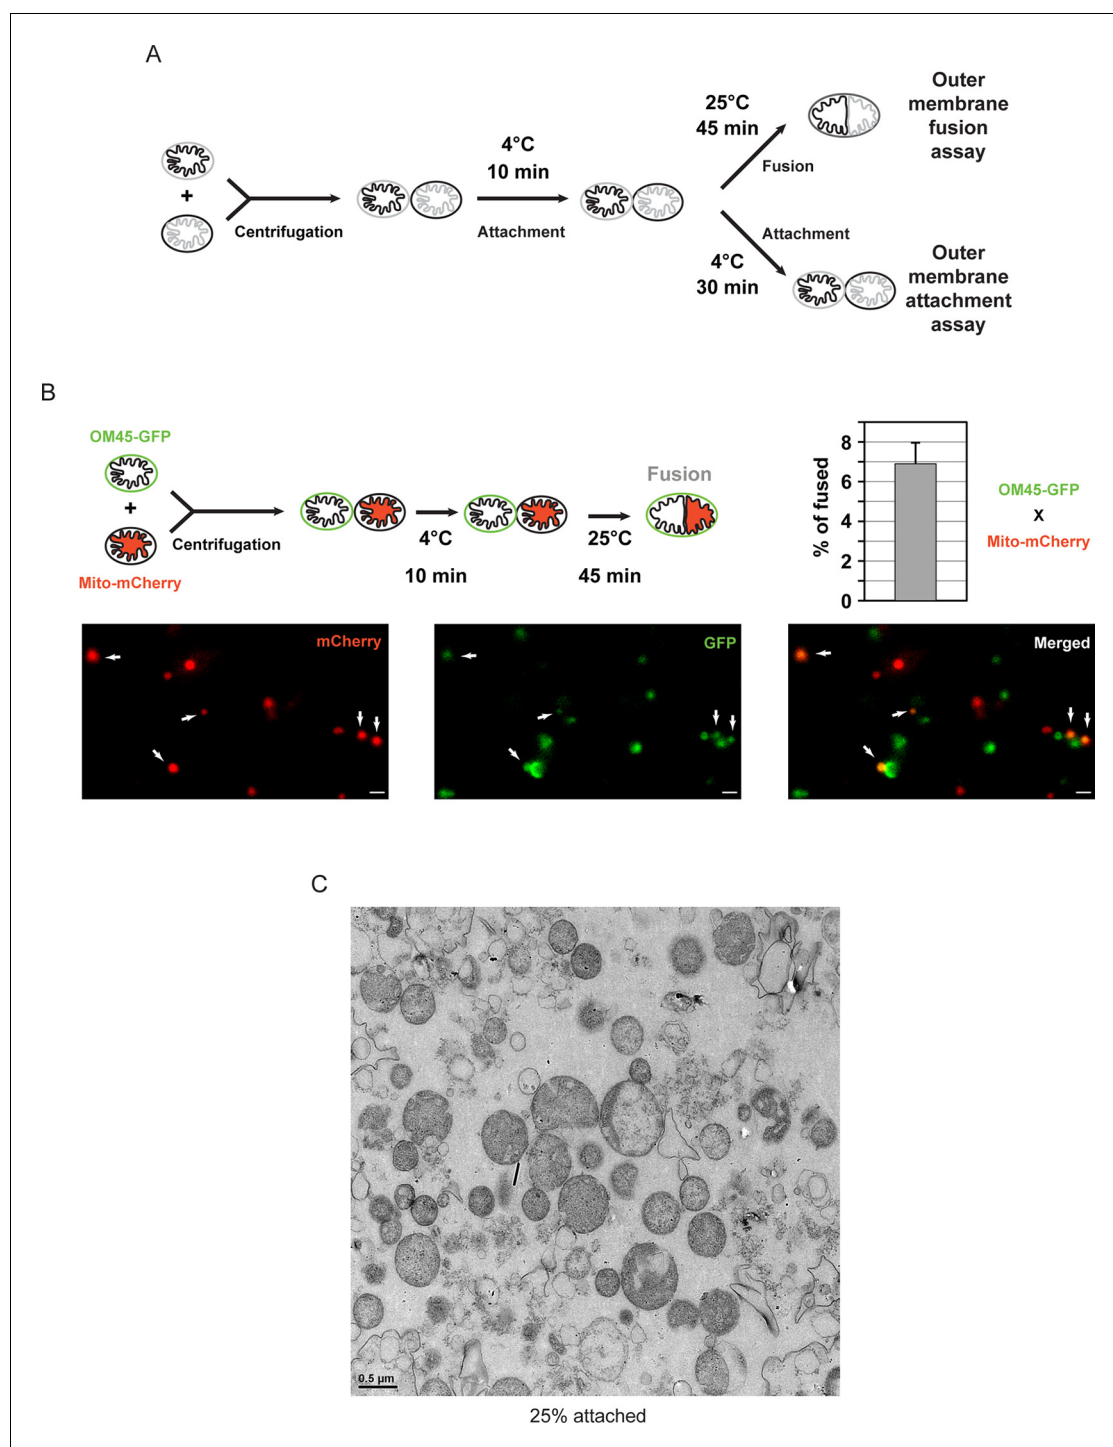 A
+
Centrifugation
4°C
10 min
Attachment
25°C
45 min
Fusion
Outer
membrane
fusion
assay
Attachment
4°C
30 min
Outer
membrane
attachment
assay
B
OM45-GFP
+
Mito-mCherry
Centrifugation
4°C
10 min
25°C
45 min
Fusion
% of fused
8
6
4
2
0
OM45-GFP
X
Mito-mCherry
mCherry
GFP
Merged
C
0.5 µm
25% attached